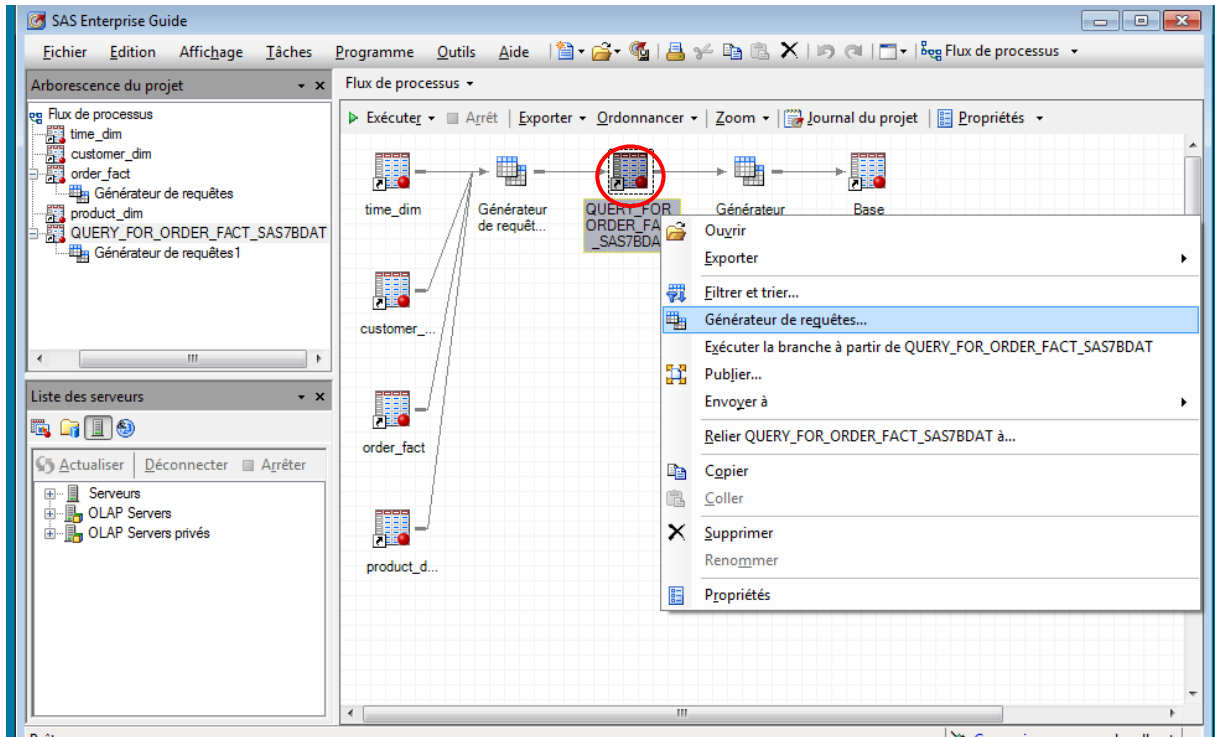 SAS Enterprise Guide
Fichier Edition Affichage Tâches Programme Outils Aide Flux de processus
Arborescence du projet
Flux de processus
time_dim
customer_dim
order_fact
Générateur de requêtes
product_dim
QUERY_FOR_ORDER_FACT_SAS7BDAT
Générateur de requêtes1
Liste des serveurs
Actualiser Déconnecter Arrêter
Serveurs
OLAP Servers
OLAP Servers privés
Flux de processus
Exécuter Arrêt Exporter Ordonnancer Zoom Journal du projet Propriétés
time_dim
Générateur
de requêt...
QUERY_FOR
ORDER_FA
_SAS7BDA
Générateur
Base
customer_...
order_fact
product_d...
Ouvrir
Exporter
Filtrer et trier...
Générateur de requêtes...
Exécuter la branche à partir de QUERY_FOR_ORDER_FACT_SAS7BDAT
Publier...
Envoyer à
Relier QUERY_FOR_ORDER_FACT_SAS7BDAT à...
Copier
Coller
Supprimer
Renommer
Propriétés